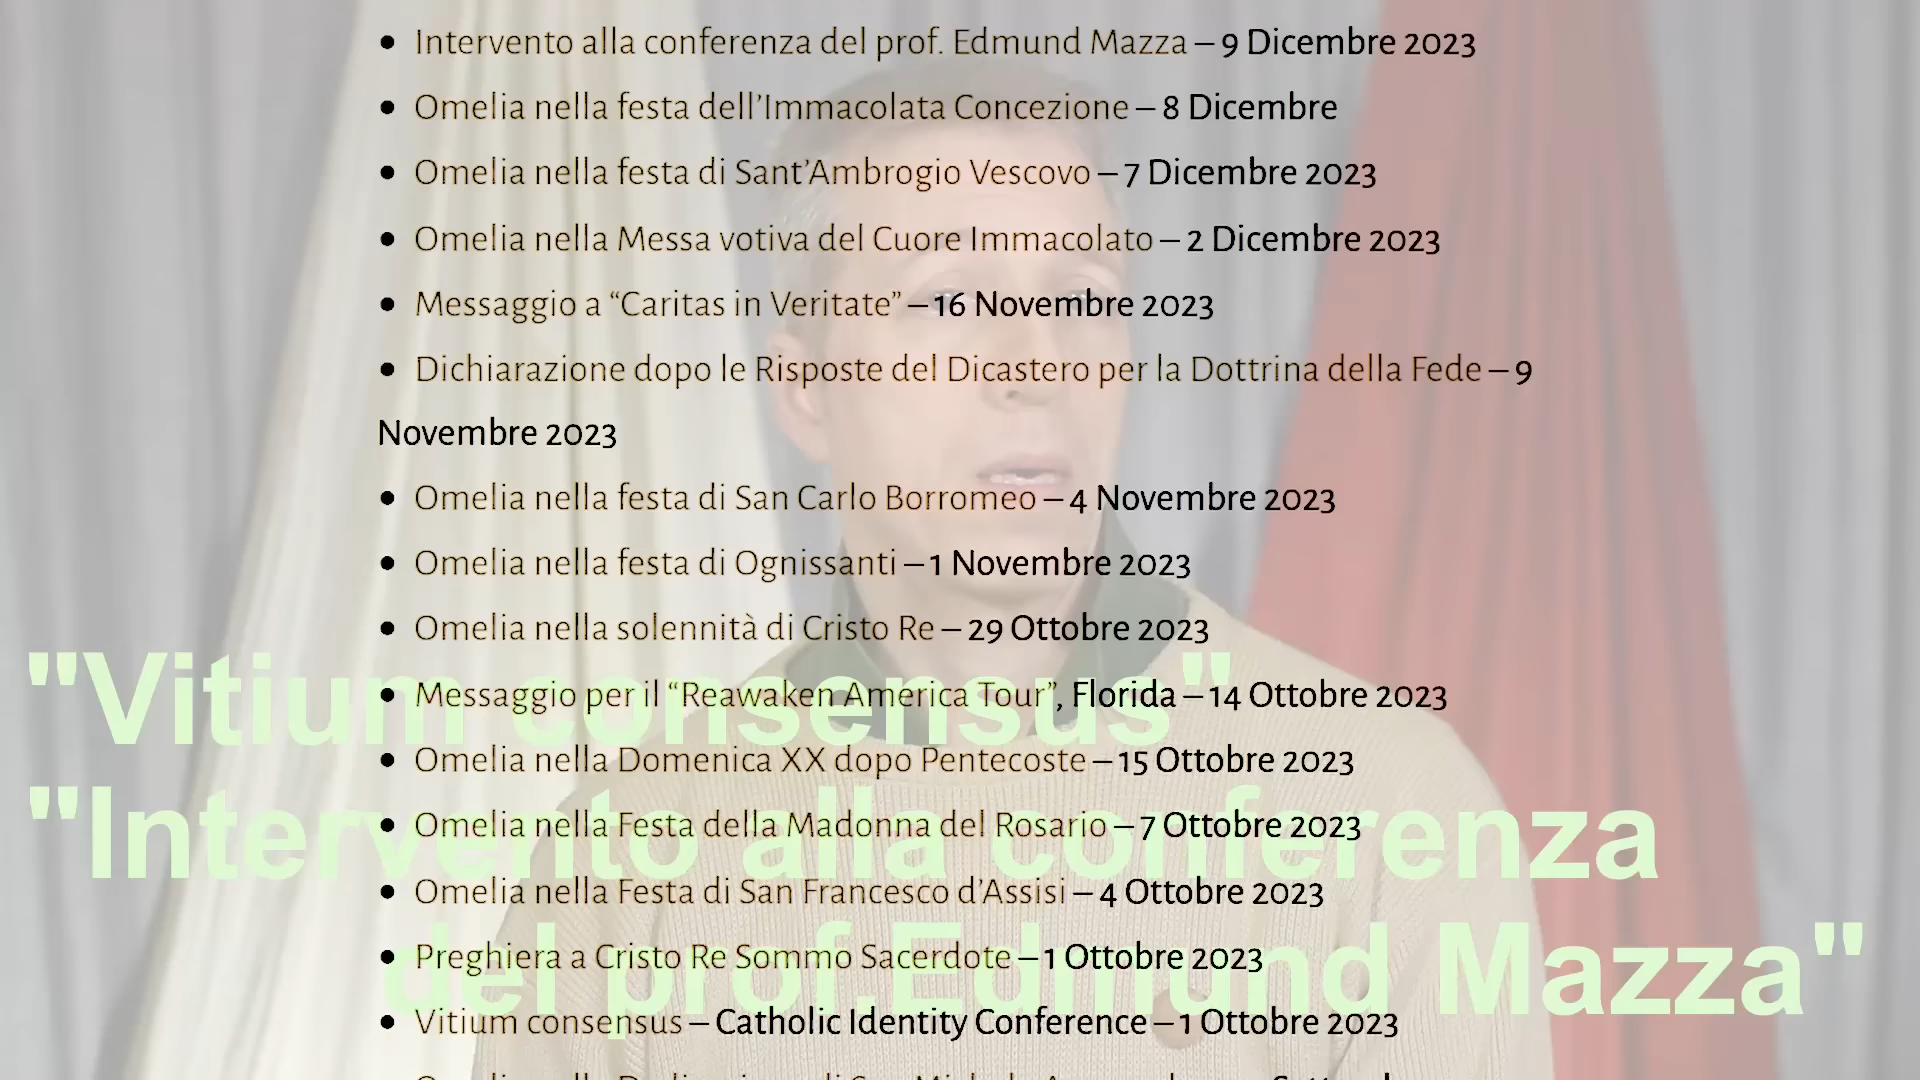 • Intervento alla conferenza del prof. Edmund Mazza – 9 Dicembre 2023
• Omelia nella festa dell’Immacolata Concezione – 8 Dicembre
• Omelia nella festa di Sant’Ambrogio Vescovo – 7 Dicembre 2023
• Omelia nella Messa votiva del Cuore Immacolato – 2 Dicembre 2023
• Messaggio a “Caritas in Veritate” – 16 Novembre 2023
• Dichiarazione dopo le Risposte del Dicastero per la Dottrina della Fede – 9
Novembre 2023
• Omelia nella festa di San Carlo Borromeo – 4 Novembre 2023
• Omelia nella festa di Ognissanti – 1 Novembre 2023
• Omelia nella solennità di Cristo Re – 29 Ottobre 2023
• Messaggio per il “Reawaken America Tour”, Florida – 14 Ottobre 2023
• Omelia nella Domenica XX dopo Pentecoste – 15 Ottobre 2023
• Omelia nella Festa della Madonna del Rosario – 7 Ottobre 2023
• Omelia nella Festa di San Francesco d’Assisi – 4 Ottobre 2023
• Preghiera a Cristo Re Sommo Sacerdote – 1 Ottobre 2023
• Vitium consensus – Catholic Identity Conference – 1 Ottobre 2023
"Vitium consensus"
"Intervento alla conferenza
del prof.Edmund Mazza"